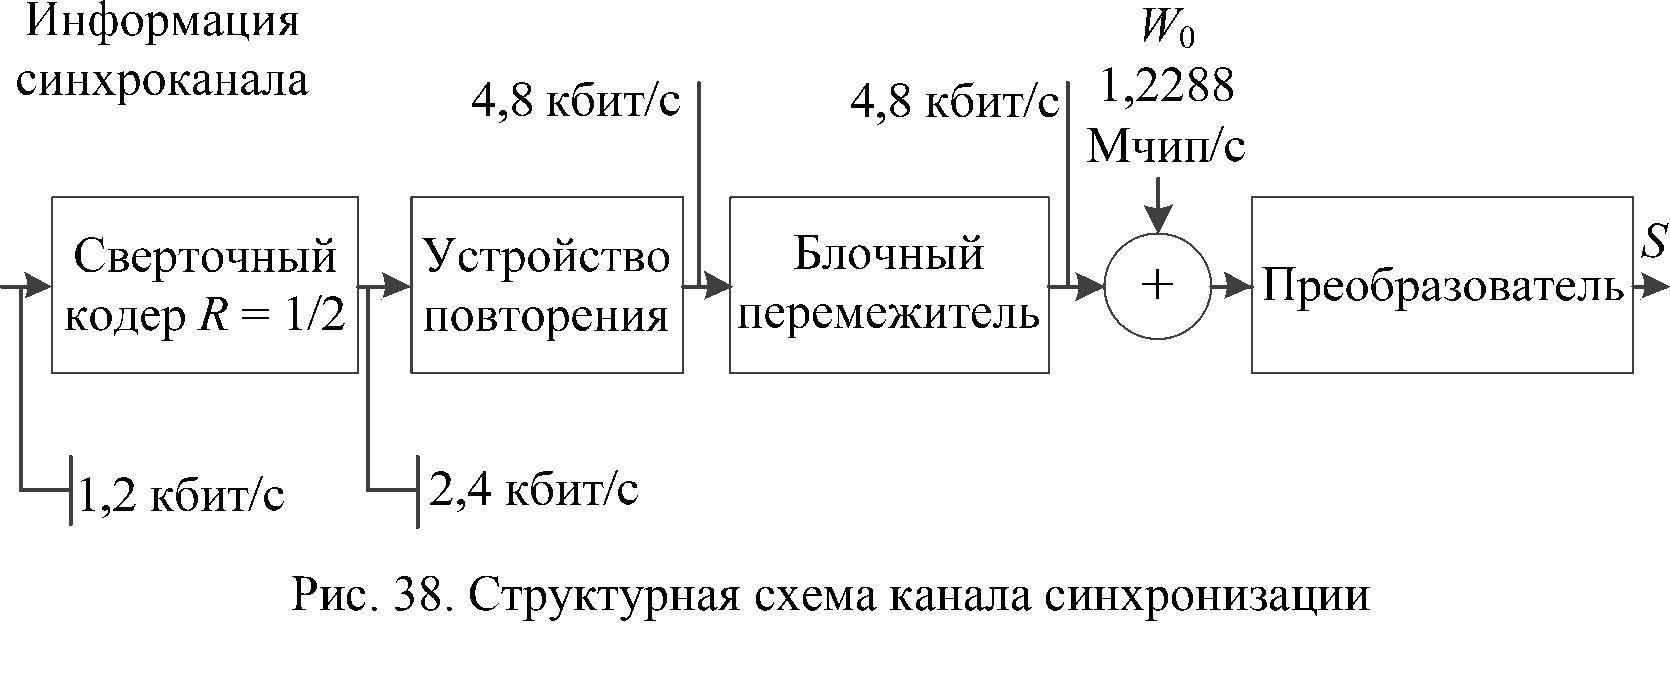 Информация
синхроканала
4,8 кбит/с
4,8 кбит/с
W₀
1,2288
Мчип/с
Сверточный
кодер R = 1/2
Устройство
повторения
Блочный
перемежитель
+
Преобразователь
S
1,2 кбит/с
2,4 кбит/с
Рис. 38. Структурная схема канала синхронизации